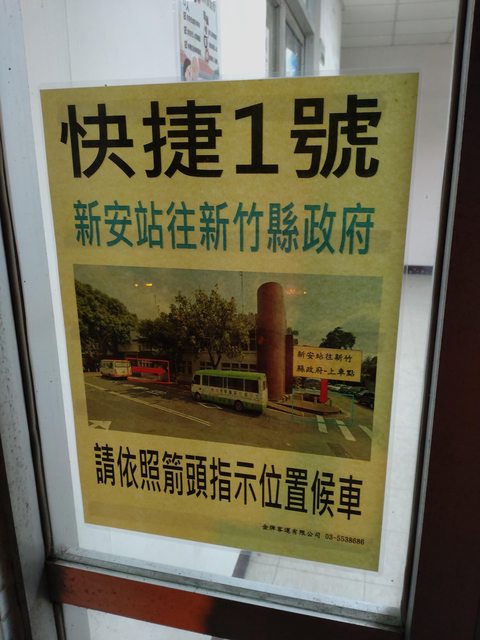 快捷1號
新安站往新竹縣政府
新安站往新竹
縣政府-上車點
請依照箭頭指示位置候車
金牌客運有限公司 03-5538686